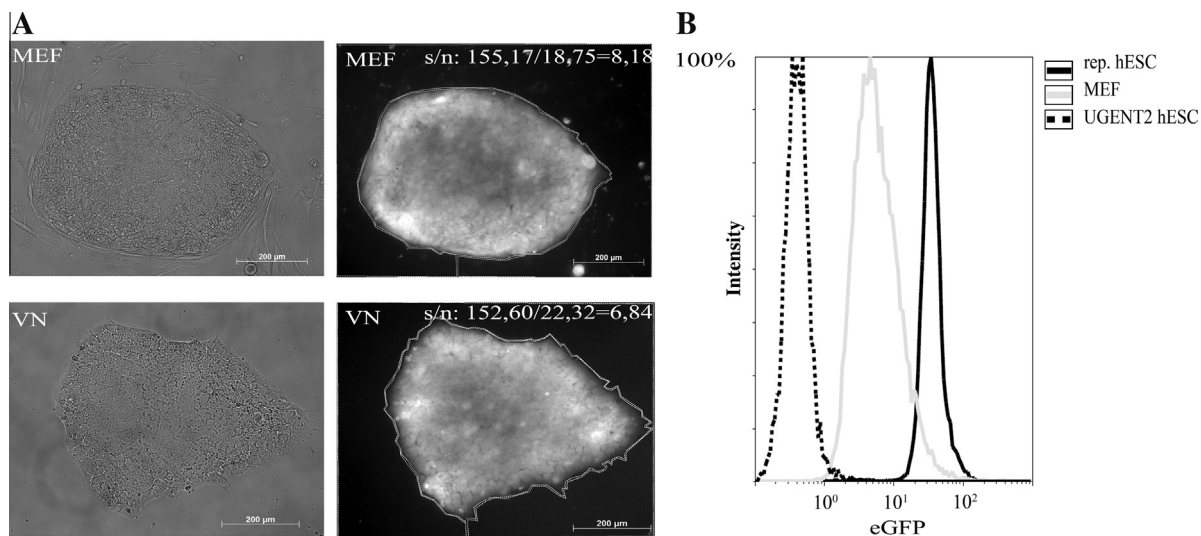 A
MEF
MEF s/n: 155,17/18,75=8,18
200 µm
200 µm
VN
VN s/n: 152,60/22,32=6,84
200 µm
200 µm
B
100%
Intensity
10⁰ 10¹ 10²
eGFP
rep. hESC
MEF
UGENT2 hESC